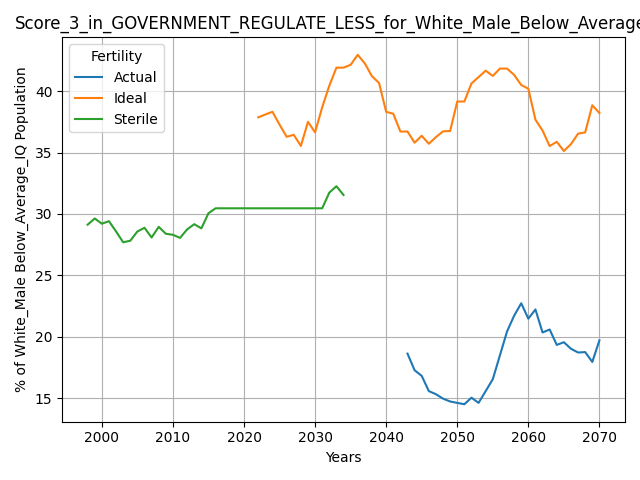 Score_3_in_GOVERNMENT_REGULATE_LESS_for_White_Male_Below_Average
Fertility
Actual
Ideal
Sterile
% of White_Male Below_Average_IQ Population
40
35
30
25
20
15
2000 2010 2020 2030 2040 2050 2060 2070
Years